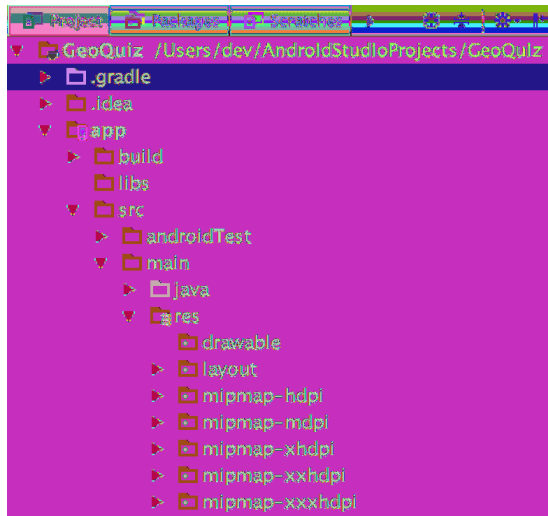 Project Packages Scratches
GeoQuiz /Users/dev/AndroidStudioProjects/GeoQuiz
.gradle
.idea
app
build
libs
src
androidTest
main
java
res
drawable
layout
mipmap-hdpi
mipmap-mdpi
mipmap-xhdpi
mipmap-xxhdpi
mipmap-xxxhdpi